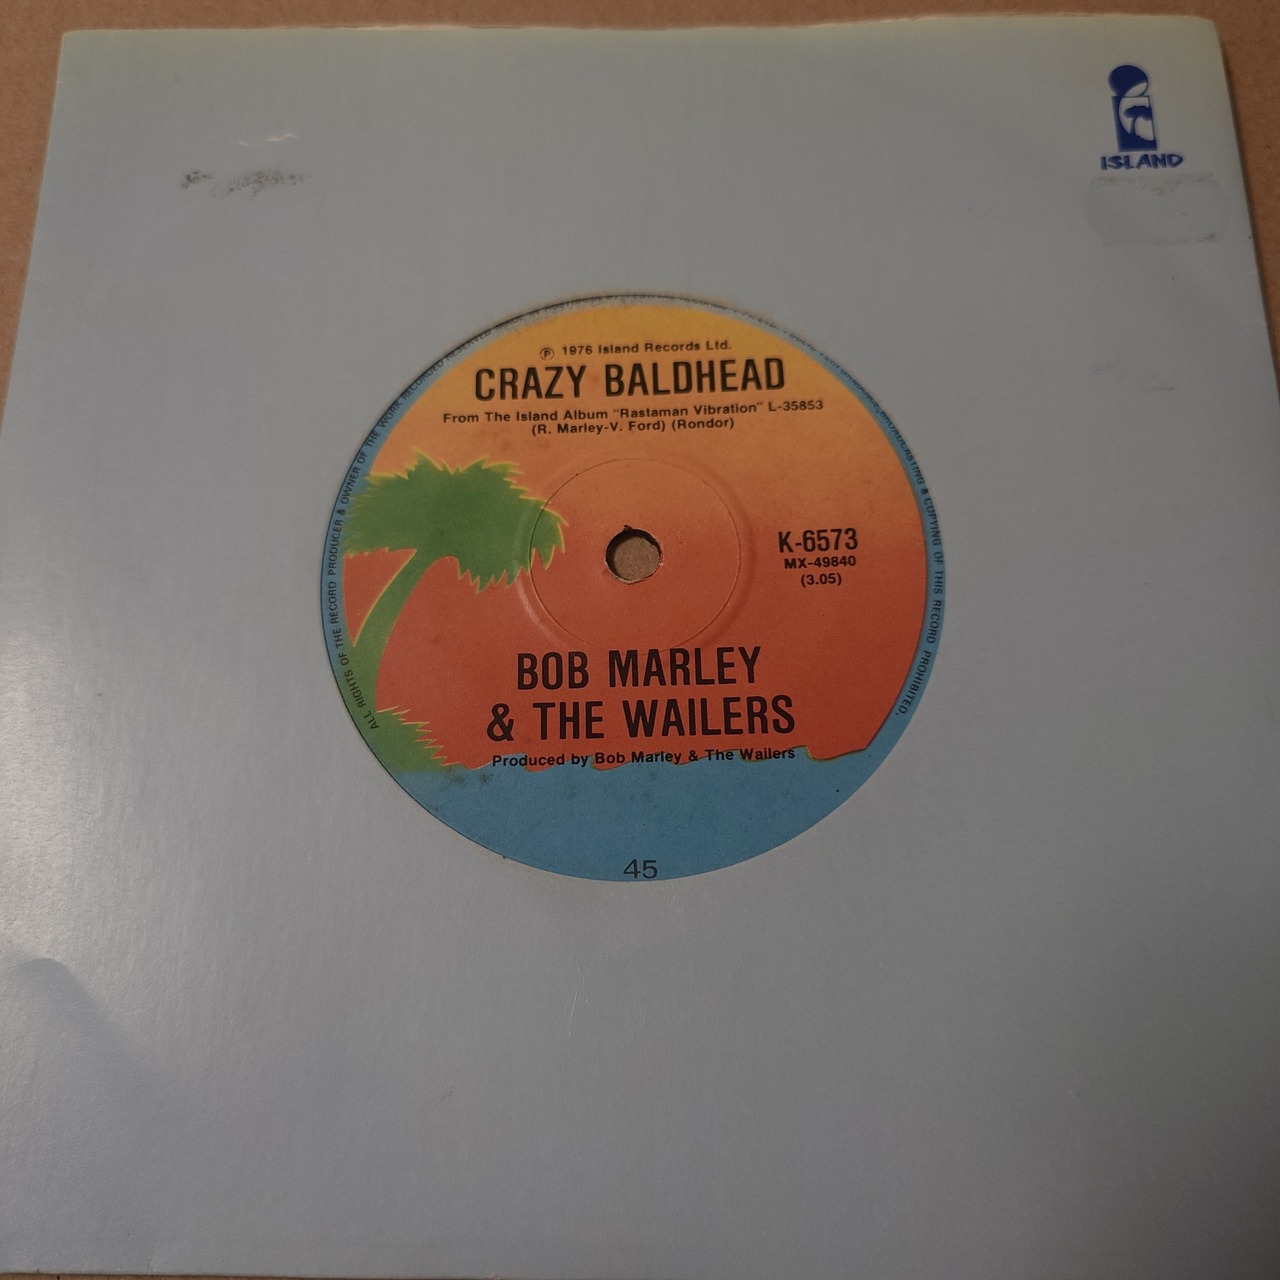 ISLAND
℗ 1976 Island Records Ltd.
CRAZY BALDHEAD
From The Island Album "Rastaman Vibration" L-35853
(R. Marley-V. Ford) (Rondor)
K-6573
MX-49840
(3.05)
BOB MARLEY
& THE WAILERS
Produced by Bob Marley & The Wailers
45
ALL RIGHTS OF THE RECORD PRODUCER & OWNER OF THE WORK RECORDED RESERVED
BROADCASTING & COPYING OF THIS RECORD PROHIBITED.